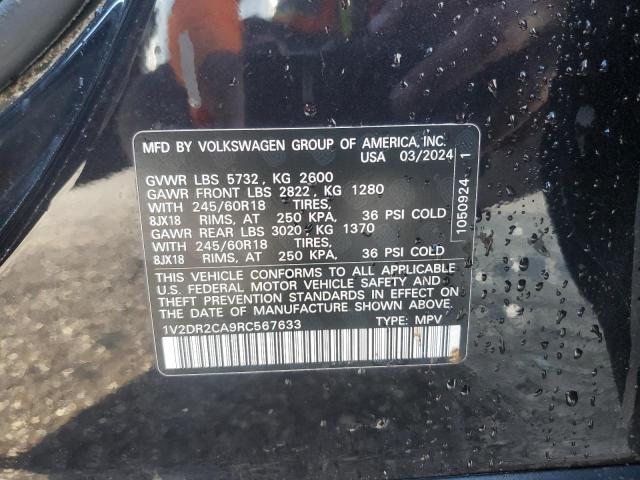 MFD BY VOLKSWAGEN GROUP OF AMERICA, INC.
USA 03/2024
GVWR LBS 5732, KG 2600
GAWR FRONT LBS 2822, KG 1280
WITH 245/60R18 TIRES,
8JX18 RIMS, AT 250 KPA, 36 PSI COLD
GAWR REAR LBS 3020, KG 1370
WITH 245/60R18 TIRES,
8JX18 RIMS, AT 250 KPA, 36 PSI COLD
THIS VEHICLE CONFORMS TO ALL APPLICABLE
U.S. FEDERAL MOTOR VEHICLE SAFETY AND
THEFT PREVENTION STANDARDS IN EFFECT ON
THE DATE OF MANUFACTURE SHOWN ABOVE.
1V2DR2CA9RC567633 TYPE: MPV
1050924 1